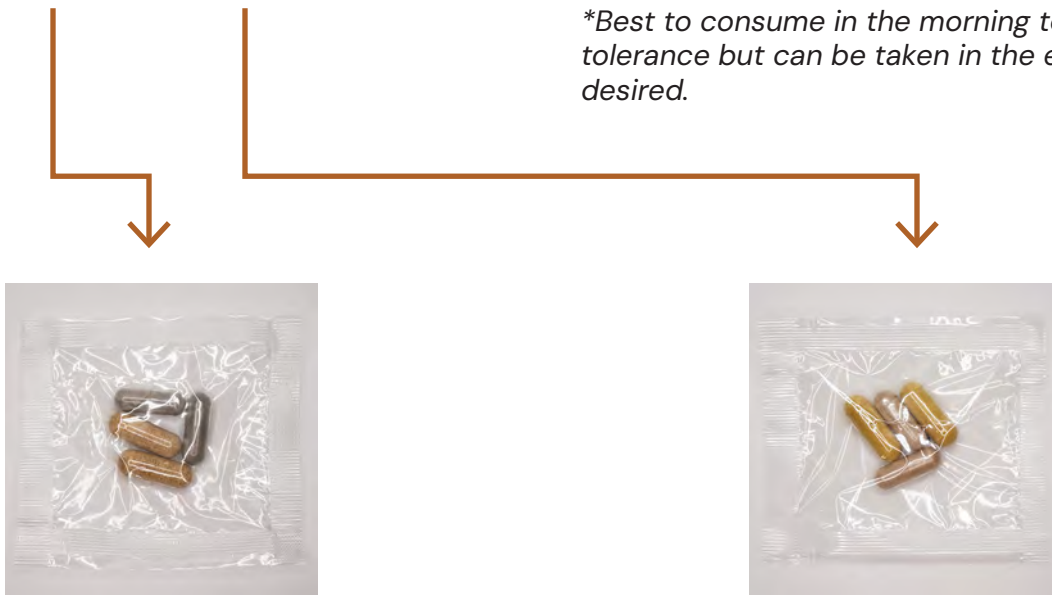 *Best to consume in the morning
tolerance but can be taken in the
desired.